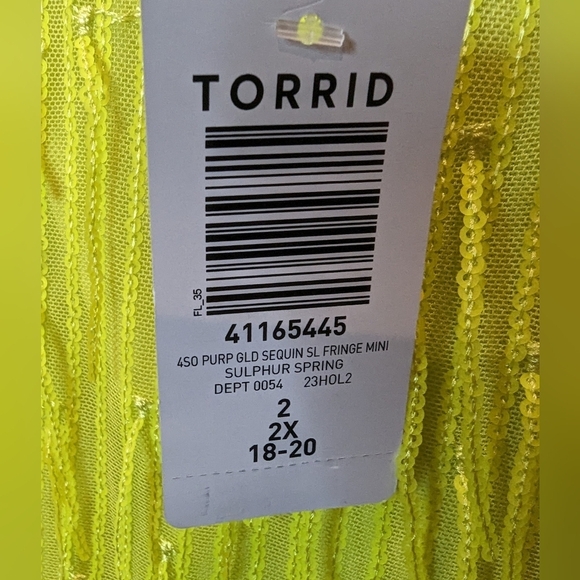 TORRID
FL_35
41165445
4SO PURP GLD SEQUIN SL FRINGE MINI
SULPHUR SPRING
DEPT 0054 23HOL2
2
2X
18-20